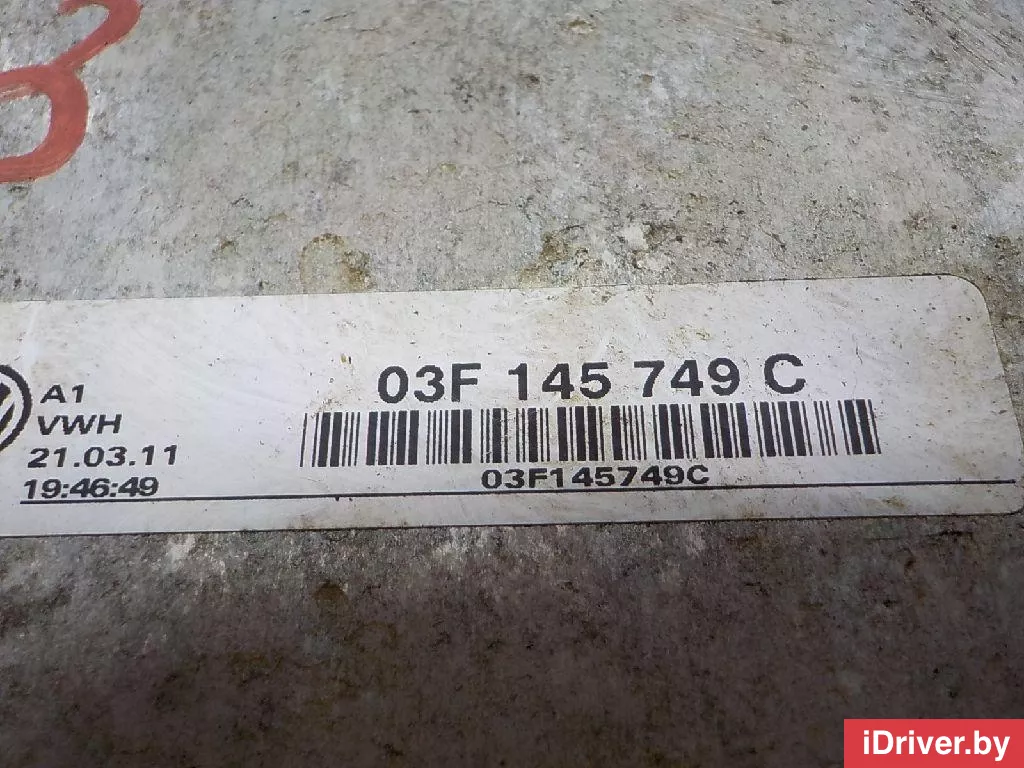 03F 145 749 C
A1
VWH
21.03.11
19:46:49
03F145749C
iDriver.by